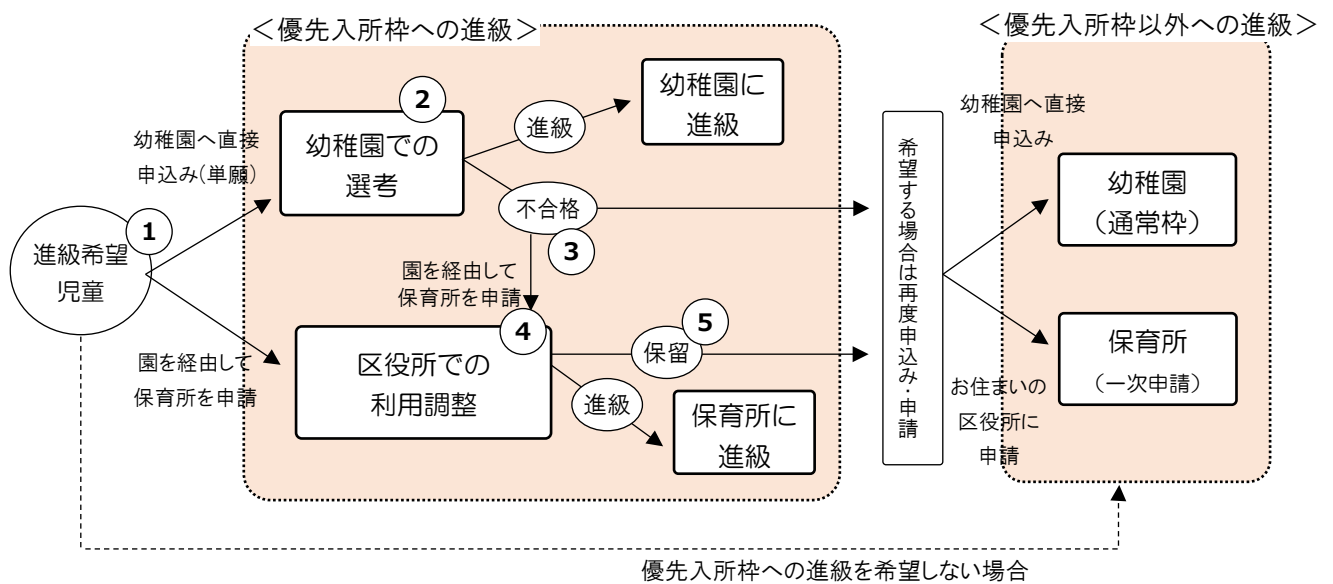 ＜優先入所枠への進級＞
＜優先入所枠以外への進級＞
1
進級希望
児童
幼稚園へ直接
申込み(単願)
2
幼稚園での
選考
進級
幼稚園に
進級
不合格
3
園を経由して
保育所を申請
園を経由して
保育所を申請
4
区役所での
利用調整
5
保留
進級
保育所に
進級
希望する場合は再度申込み・申請
幼稚園へ直接
申込み
幼稚園
（通常枠）
保育所
（一次申請）
お住まいの
区役所に
申請
優先入所枠への進級を希望しない場合